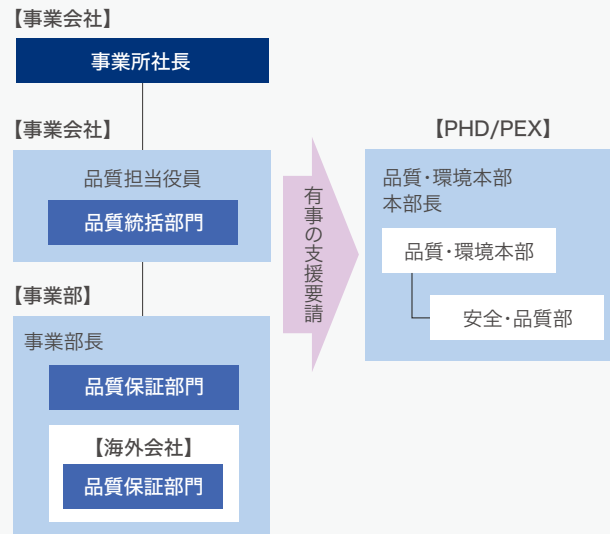 【事業会社】
事業所社長
【事業会社】
品質担当役員
品質統括部門
【事業部】
事業部長
品質保証部門
【海外会社】
品質保証部門
有事の支援要請
【PHD/PEX】
品質・環境本部
本部長
品質・環境本部
安全・品質部